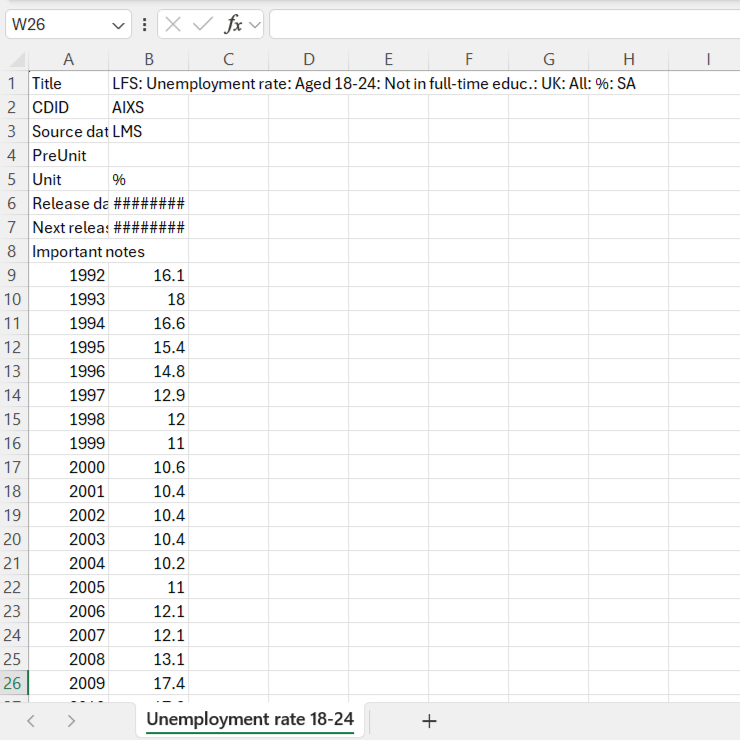 W26
fx
A B C D E F G H I
1 Title LFS: Unemployment rate: Aged 18-24: Not in full-time educ.: UK: All: %: SA
2 CDID AIXS
3 Source dat LMS
4 PreUnit
5 Unit %
6 Release da ########
7 Next releas ########
8 Important notes
9 1992 16.1
10 1993 18
11 1994 16.6
12 1995 15.4
13 1996 14.8
14 1997 12.9
15 1998 12
16 1999 11
17 2000 10.6
18 2001 10.4
19 2002 10.4
20 2003 10.4
21 2004 10.2
22 2005 11
23 2006 12.1
24 2007 12.1
25 2008 13.1
26 2009 17.4
Unemployment rate 18-24